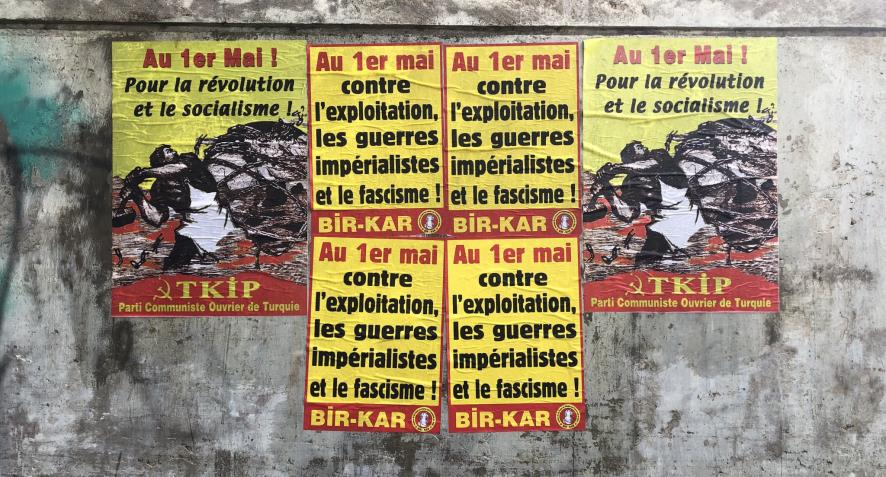 Au 1er Mai !
Pour la révolution
et le socialisme !
TKİP
Parti Communiste Ouvrier de Turquie
Au 1er mai
contre
l'exploitation,
les guerres
impérialistes
et le fascisme !
BİR-KAR
Au 1er mai
contre
l'exploitation,
les guerres
impérialistes
et le fascisme !
BİR-KAR
Au 1er Mai !
Pour la révolution
et le socialisme !
TKİP
Parti Communiste Ouvrier de Turquie
Au 1er mai
contre
l'exploitation,
les guerres
impérialistes
et le fascisme !
BİR-KAR
Au 1er mai
contre
l'exploitation,
les guerres
impérialistes
et le fascisme !
BİR-KAR